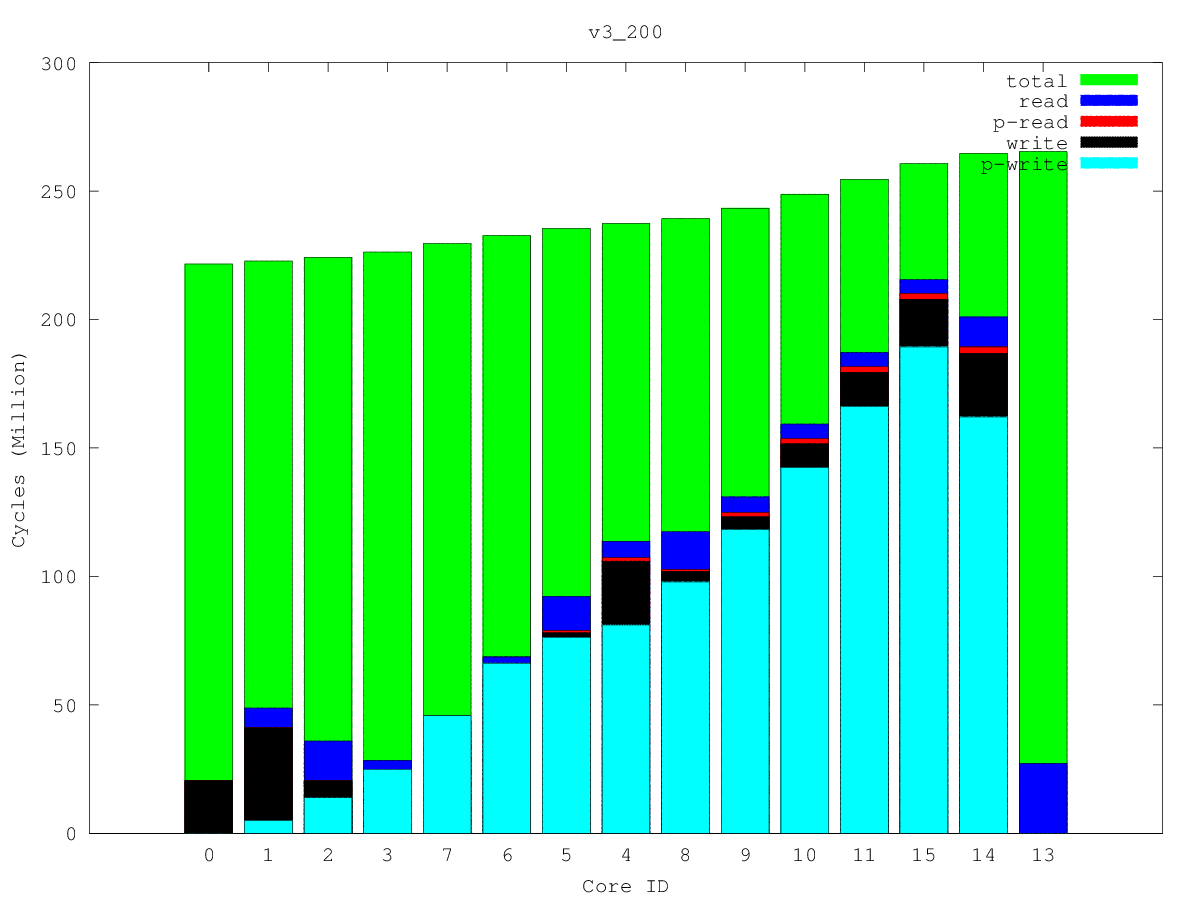 v3_200
300
250
200
150
100
50
0
Cycles (Million)
total
read
p-read
write
p-write
0 1 2 3 7 6 5 4 8 9 10 11 15 14 13
Core ID